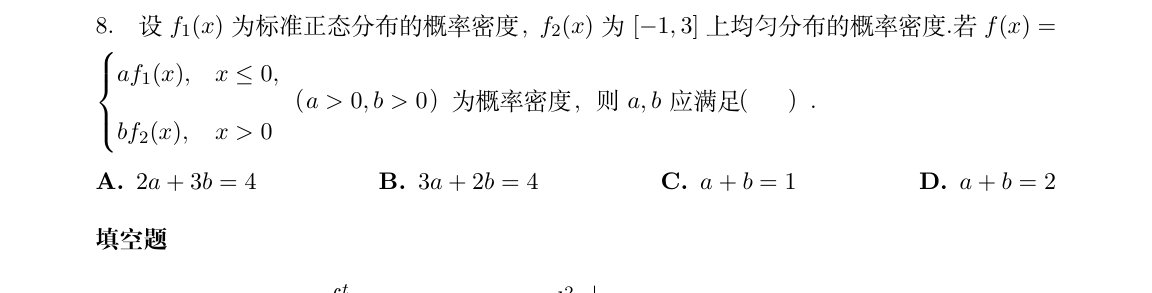 8. 设 f₁(x) 为标准正态分布的概率密度, f₂(x) 为 [−1, 3] 上均匀分布的概率密度.若 f(x) =
{ af₁(x), x ≤ 0,
(a > 0, b > 0) 为概率密度, 则 a, b 应满足( ) .
bf₂(x), x > 0
A. 2a + 3b = 4 B. 3a + 2b = 4 C. a + b = 1 D. a + b = 2
填空题